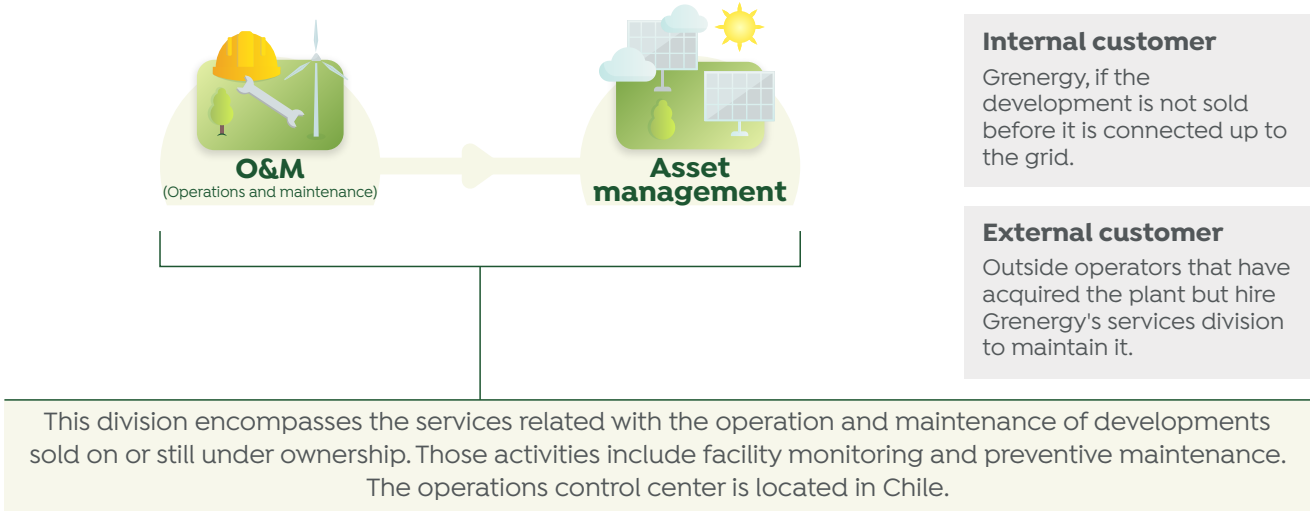 O&M
(Operations and maintenance)
Asset
management
Internal customer
Grenergy, if the
development is not sold
before it is connected up to
the grid.
External customer
Outside operators that have
acquired the plant but hire
Grenergy's services division
to maintain it.
This division encompasses the services related with the operation and maintenance of developments
sold on or still under ownership. Those activities include facility monitoring and preventive maintenance.
The operations control center is located in Chile.